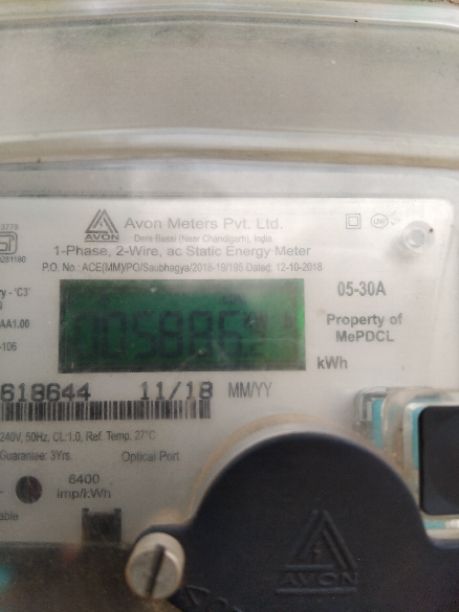 Avon Meters Pvt. Ltd.
AVON
Dera Bassi (Near Chandigarh), India
1-Phase, 2-Wire, ac Static Energy Meter
P.O. No : ACE(MM)/PO/Saubhagya/2018-19/195 Dated: 12-10-2018
05-30A
Property of
MePDCL
kWh
618644 11/18 MM/YY
240V, 50Hz, CL:1.0, Ref. Temp. 27°C
Guarantee: 3Yrs. Optical Port
6400
imp/kWh
AVON